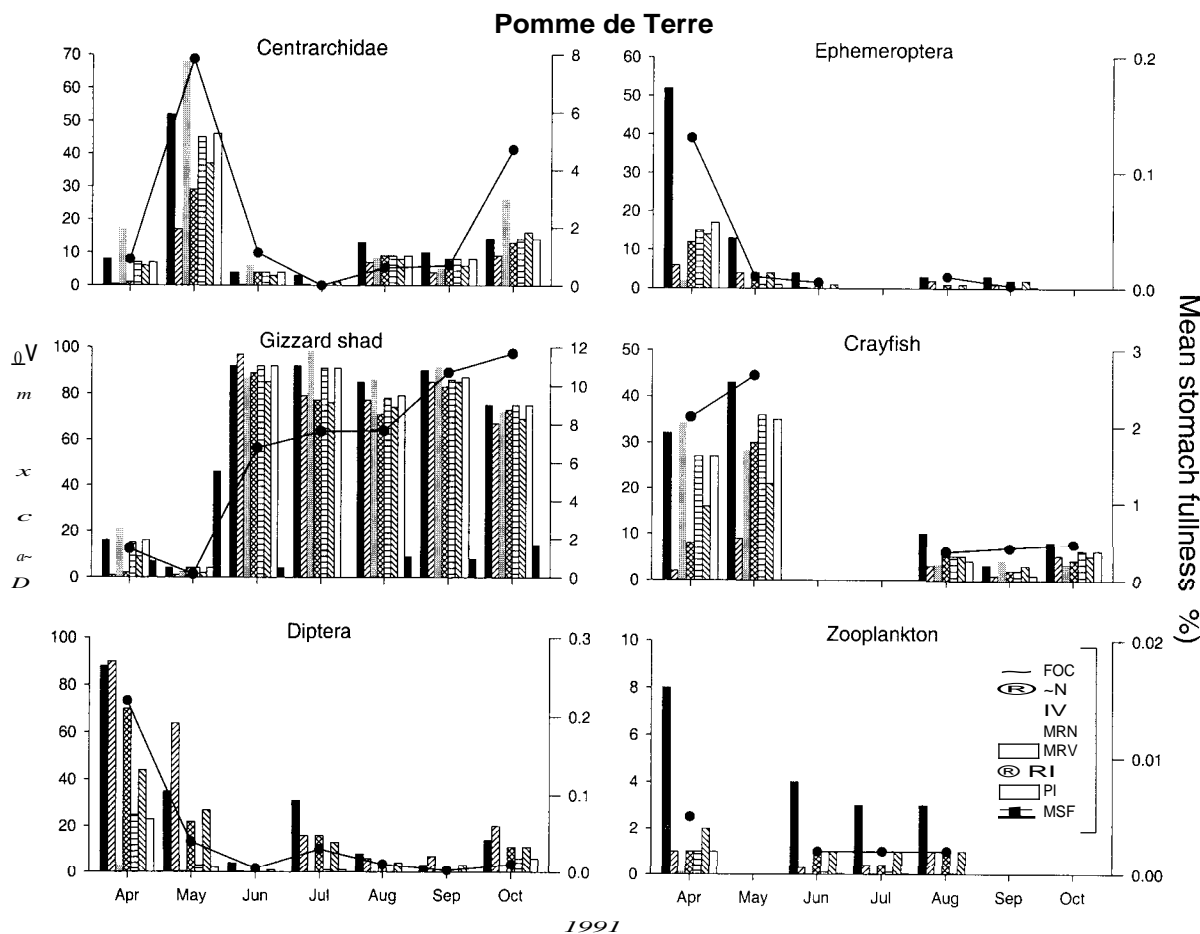 Pomme de Terre
Centrarchidae
70
60
50
40
30
20
10
0
8
6
4
2
0
Ephemeroptera
60
50
40
30
20
10
0
0.2
0.1
0.0
Gizzard shad
100
80
60
40
20
0
12
10
8
6
4
2
0
Crayfish
50
40
30
20
10
0
3
2
1
0
Diptera
100
80
60
40
20
0
0.3
0.2
0.1
0.0
Apr May Jun Jul Aug Sep Oct
Zooplankton
10
8
6
4
2
0
0.02
0.01
0.00
Apr May Jun Jul Aug Sep Oct
FOC
® ~N
IV
MRN
MRV
® RI
PI
MSF
0V
m
x
c
a~
D
Mean stomach fullness %)
1991